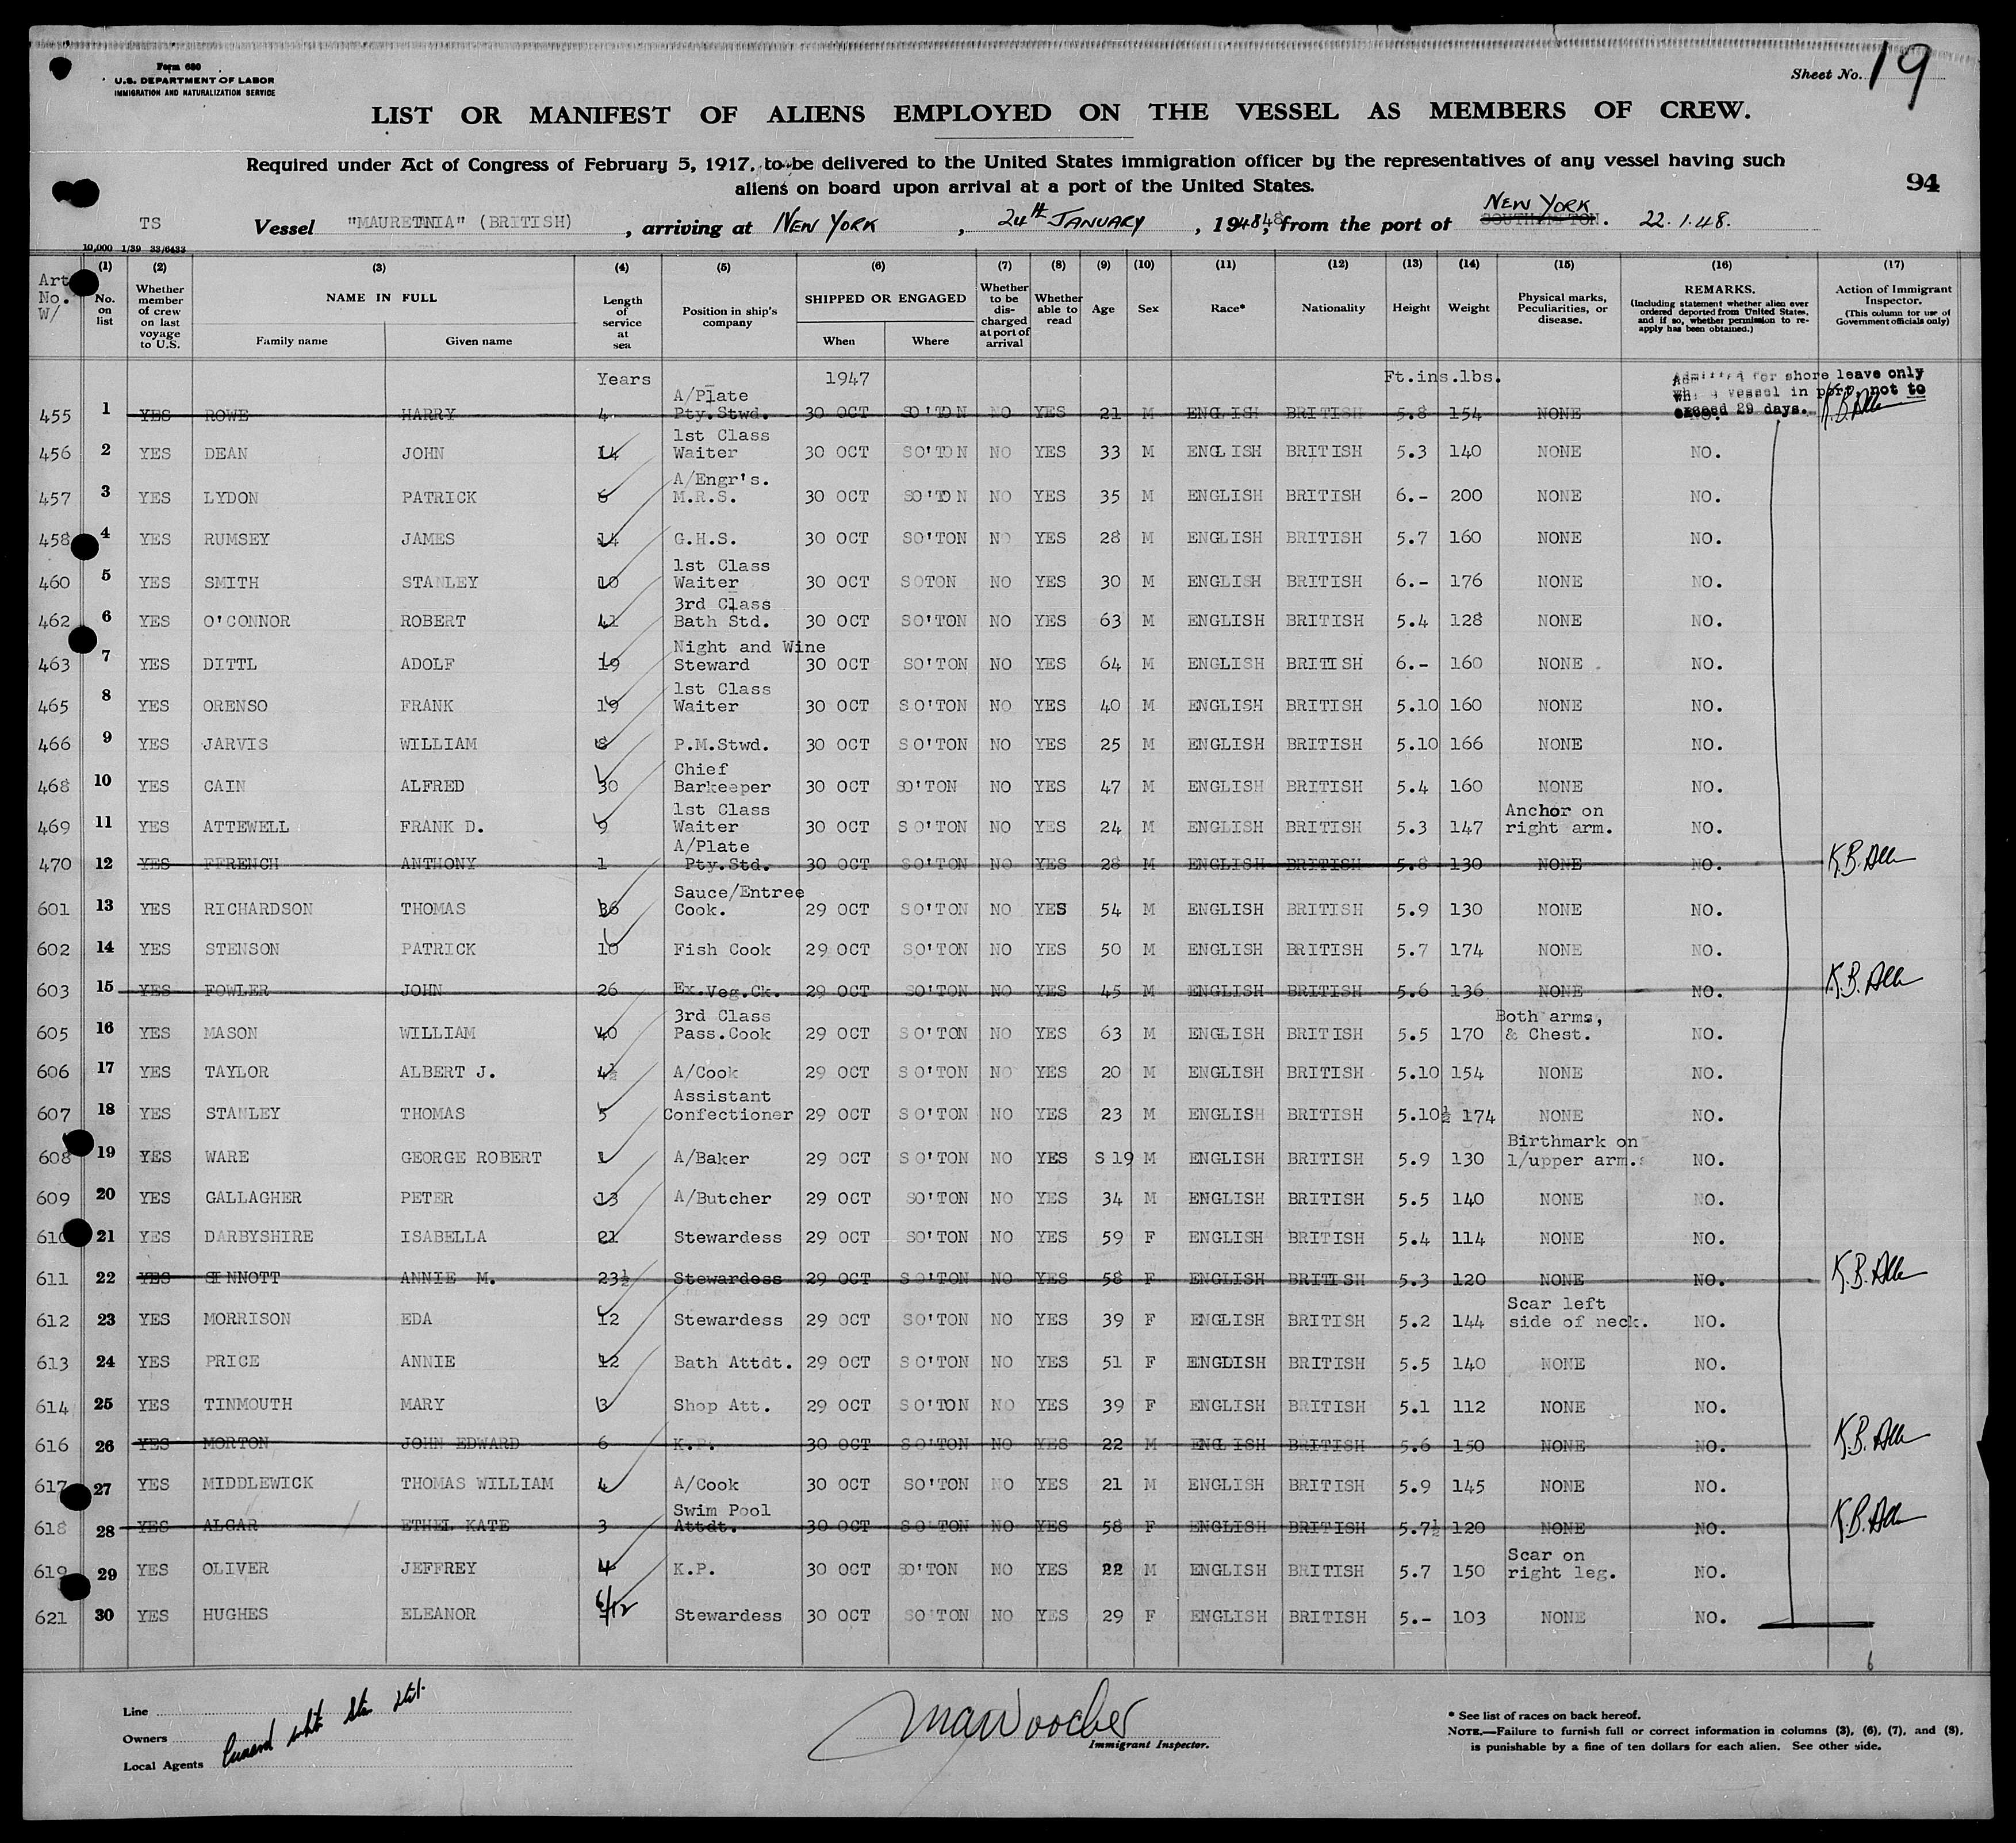 Form 680
U.S. DEPARTMENT OF LABOR
IMMIGRATION AND NATURALIZATION SERVICE
Sheet No. 19
LIST OR MANIFEST OF ALIENS EMPLOYED ON THE VESSEL AS MEMBERS OF CREW.
Required under Act of Congress of February 5, 1917, to be delivered to the United States immigration officer by the representatives of any vessel having such
aliens on board upon arrival at a port of the United States.
94
TS Vessel "MAURETANIA" (BRITISH), arriving at NEW YORK, 24th JANUARY, 1948, from the port of SOUTHAMPTON. NEW YORK 22.1.48.
10,000 1/39 33/6433
Art No. W/
(1) No. on list
(2) Whether member of crew on last voyage to U.S.
(3) NAME IN FULL
Family name Given name
(4) Length of service at sea
(5) Position in ship's company
(6) SHIPPED OR ENGAGED
When Where
(7) Whether to be discharged at port of arrival
(8) Whether able to read
(9) Age
(10) Sex
(11) Race*
(12) Nationality
(13) Height
(14) Weight
(15) Physical marks, Peculiarities, or disease.
(16) REMARKS.
(Including statement whether alien ever ordered deported from United States, and if so, whether permission to re-apply has been obtained.)
(17) Action of Immigrant Inspector.
(This column for use of Government officials only)
Years 1947 Ft.ins.lbs.
Admitted for shore leave only
while vessel in port, not to
exceed 29 days.
455 1 YES ROWE HARRY 4 A/Plate Pty.Stwd. 30 OCT SO'TON NO YES 21 M ENGLISH BRITISH 5.8 154 NONE NO. K.B.Alle
456 2 YES DEAN JOHN 14 1st Class Waiter 30 OCT SO'TON NO YES 33 M ENGLISH BRITISH 5.3 140 NONE NO.
457 3 YES LYDON PATRICK 6 A/Engr's. M.R.S. 30 OCT SO'TON NO YES 35 M ENGLISH BRITISH 6.- 200 NONE NO.
458 4 YES RUMSEY JAMES 14 G.H.S. 30 OCT SO'TON NO YES 28 M ENGLISH BRITISH 5.7 160 NONE NO.
460 5 YES SMITH STANLEY 10 1st Class Waiter 30 OCT SOTON NO YES 30 M ENGLISH BRITISH 6.- 176 NONE NO.
462 6 YES O'CONNOR ROBERT 41 3rd Class Bath Std. 30 OCT SO'TON NO YES 63 M ENGLISH BRITISH 5.4 128 NONE NO.
463 7 YES DITTL ADOLF 19 Night and Wine Steward 30 OCT SO'TON NO YES 64 M ENGLISH BRITISH 6.- 160 NONE NO.
465 8 YES ORENSO FRANK 19 1st Class Waiter 30 OCT SO'TON NO YES 40 M ENGLISH BRITISH 5.10 160 NONE NO.
466 9 YES JARVIS WILLIAM 8 P.M.Stwd. 30 OCT SO'TON NO YES 25 M ENGLISH BRITISH 5.10 166 NONE NO.
468 10 YES CAIN ALFRED 30 Chief Barkeeper 30 OCT SO'TON NO YES 47 M ENGLISH BRITISH 5.4 160 NONE NO.
469 11 YES ATTEWELL FRANK D. 9 1st Class Waiter 30 OCT SO'TON NO YES 24 M ENGLISH BRITISH 5.3 147 Anchor on right arm. NO.
470 12 YES FFRENCH ANTHONY 1 A/Plate Pty.Std. 30 OCT SO'TON NO YES 28 M ENGLISH BRITISH 5.8 130 NONE NO. K.B.Alle
601 13 YES RICHARDSON THOMAS 36 Sauce/Entree Cook. 29 OCT SO'TON NO YES 54 M ENGLISH BRITISH 5.9 130 NONE NO.
602 14 YES STENSON PATRICK 10 Fish Cook 29 OCT SO'TON NO YES 50 M ENGLISH BRITISH 5.7 174 NONE NO.
603 15 YES FOWLER JOHN 26 Ex.Veg.Ck. 29 OCT SO'TON NO YES 45 M ENGLISH BRITISH 5.6 136 NONE NO. K.B.Alle
605 16 YES MASON WILLIAM 40 3rd Class Pass.Cook 29 OCT SO'TON NO YES 63 M ENGLISH BRITISH 5.5 170 Both arms, & Chest. NO.
606 17 YES TAYLOR ALBERT J. 4½ A/Cook 29 OCT SO'TON NO YES 20 M ENGLISH BRITISH 5.10 154 NONE NO.
607 18 YES STANLEY THOMAS 5 Assistant Confectioner 29 OCT SO'TON NO YES 23 M ENGLISH BRITISH 5.10½ 174 NONE NO.
608 19 YES WARE GEORGE ROBERT 1 A/Baker 29 OCT SO'TON NO YES S 19 M ENGLISH BRITISH 5.9 130 Birthmark on l/upper arm. NO.
609 20 YES GALLAGHER PETER 13 A/Butcher 29 OCT SO'TON NO YES 34 M ENGLISH BRITISH 5.5 140 NONE NO.
610 21 YES DARBYSHIRE ISABELLA 21 Stewardess 29 OCT SO'TON NO YES 59 F ENGLISH BRITISH 5.4 114 NONE NO.
611 22 YES SINNOTT ANNIE M. 23½ Stewardess 29 OCT SO'TON NO YES 58 F ENGLISH BRITISH 5.3 120 NONE NO. K.B.Alle
612 23 YES MORRISON EDA 12 Stewardess 29 OCT SO'TON NO YES 39 F ENGLISH BRITISH 5.2 144 Scar left side of neck. NO.
613 24 YES PRICE ANNIE 12 Bath Attdt. 29 OCT SO'TON NO YES 51 F ENGLISH BRITISH 5.5 140 NONE NO.
614 25 YES TINMOUTH MARY 3 Shop Att. 29 OCT SO'TON NO YES 39 F ENGLISH BRITISH 5.1 112 NONE NO.
616 26 YES MORTON JOHN EDWARD 6 K.P. 30 OCT SO'TON NO YES 22 M ENGLISH BRITISH 5.6 150 NONE NO. K.B.Alle
617 27 YES MIDDLEWICK THOMAS WILLIAM 4 A/Cook 30 OCT SO'TON NO YES 21 M ENGLISH BRITISH 5.9 145 NONE NO.
618 28 YES ALGAR ETHEL KATE 3 Swim Pool Attdt. 30 OCT SO'TON NO YES 58 F ENGLISH BRITISH 5.7½ 120 NONE NO. K.B.Alle
619 29 YES OLIVER JEFFREY 4 K.P. 30 OCT SO'TON NO YES 22 M ENGLISH BRITISH 5.7 150 Scar on right leg. NO.
621 30 YES HUGHES ELEANOR 6/12 Stewardess 30 OCT SO'TON NO YES 29 F ENGLISH BRITISH 5.- 103 NONE NO.
6
Line
Owners
Local Agents
Cunard White Star Ltd.
Immigrant Inspector.
* See list of races on back hereof.
NOTE.—Failure to furnish full or correct information in columns (3), (6), (7), and (8),
is punishable by a fine of ten dollars for each alien. See other side.